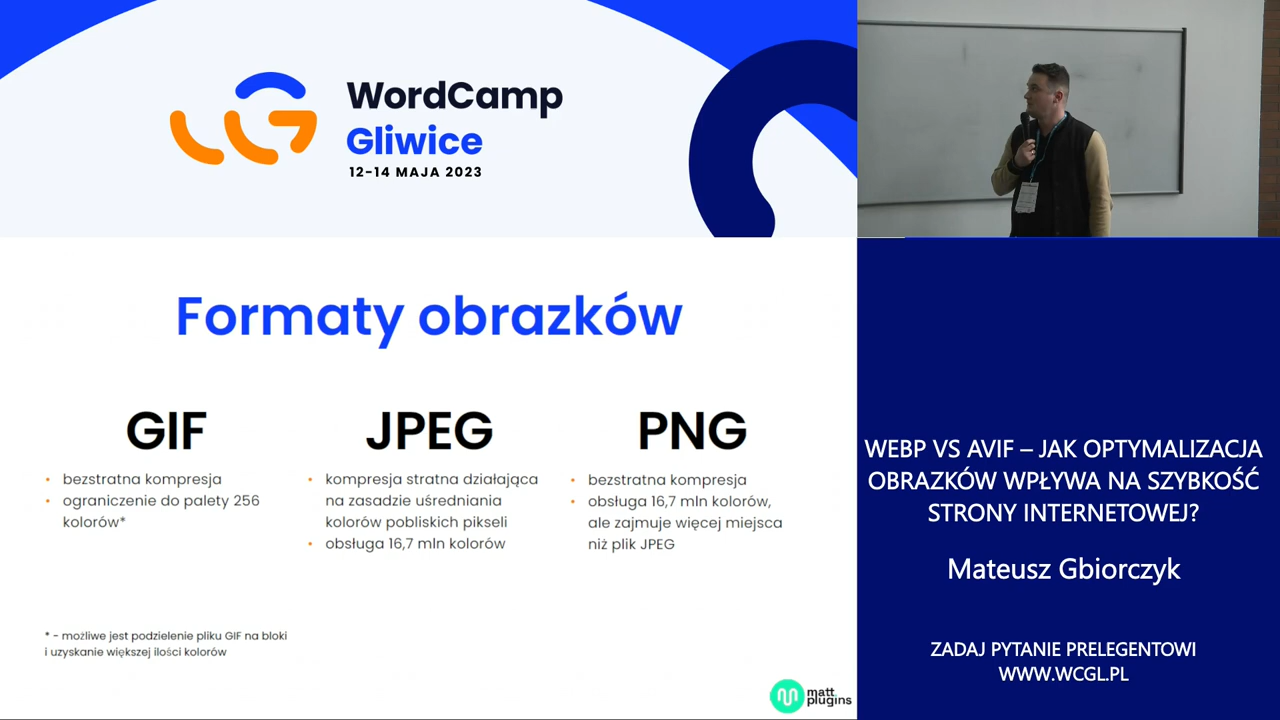 WordCamp
Gliwice
12-14 MAJA 2023
Formaty obrazków
GIF
• bezstratna kompresja
• ograniczenie do palety 256
kolorów*
JPEG
• kompresja stratna działająca
na zasadzie uśredniania
kolorów pobliskich pikseli
• obsługa 16,7 mln kolorów
PNG
• bezstratna kompresja
• obsługa 16,7 mln kolorów,
ale zajmuje więcej miejsca
niż plik JPEG
* - możliwe jest podzielenie pliku GIF na bloki
i uzyskanie większej ilości kolorów
matt
plugins
WEBP VS AVIF – JAK OPTYMALIZACJA
OBRAZKÓW WPŁYWA NA SZYBKOŚĆ
STRONY INTERNETOWEJ?
Mateusz Gbiorczyk
ZADAJ PYTANIE PRELEGENTOWI
WWW.WCGL.PL